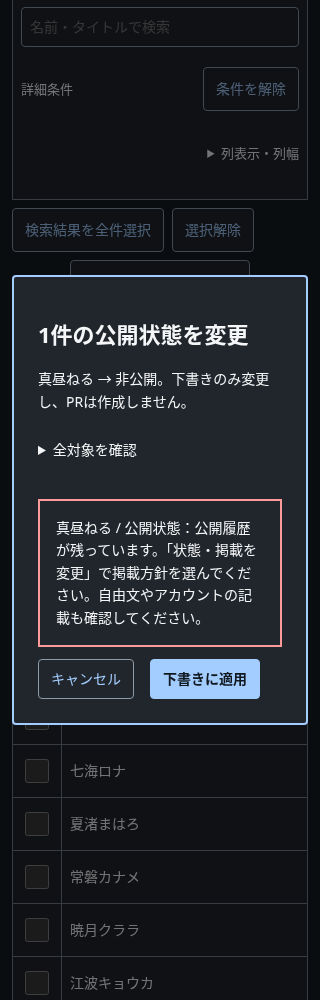 名前・タイトルで検索
詳細条件
条件を解除
▶ 列表示・列幅
検索結果を全件選択
選択解除
1件の公開状態を変更
真昼ねる → 非公開。下書きのみ変更
し、PRは作成しません。
▶ 全対象を確認
真昼ねる / 公開状態：公開履歴
が残っています。「状態・掲載を
変更」で掲載方針を選んでくだ
さい。自由文やアカウントの記
載も確認してください。
キャンセル
下書きに適用
七海ロナ
夏渚まはろ
常磐カナメ
暁月クララ
江波キョウカ